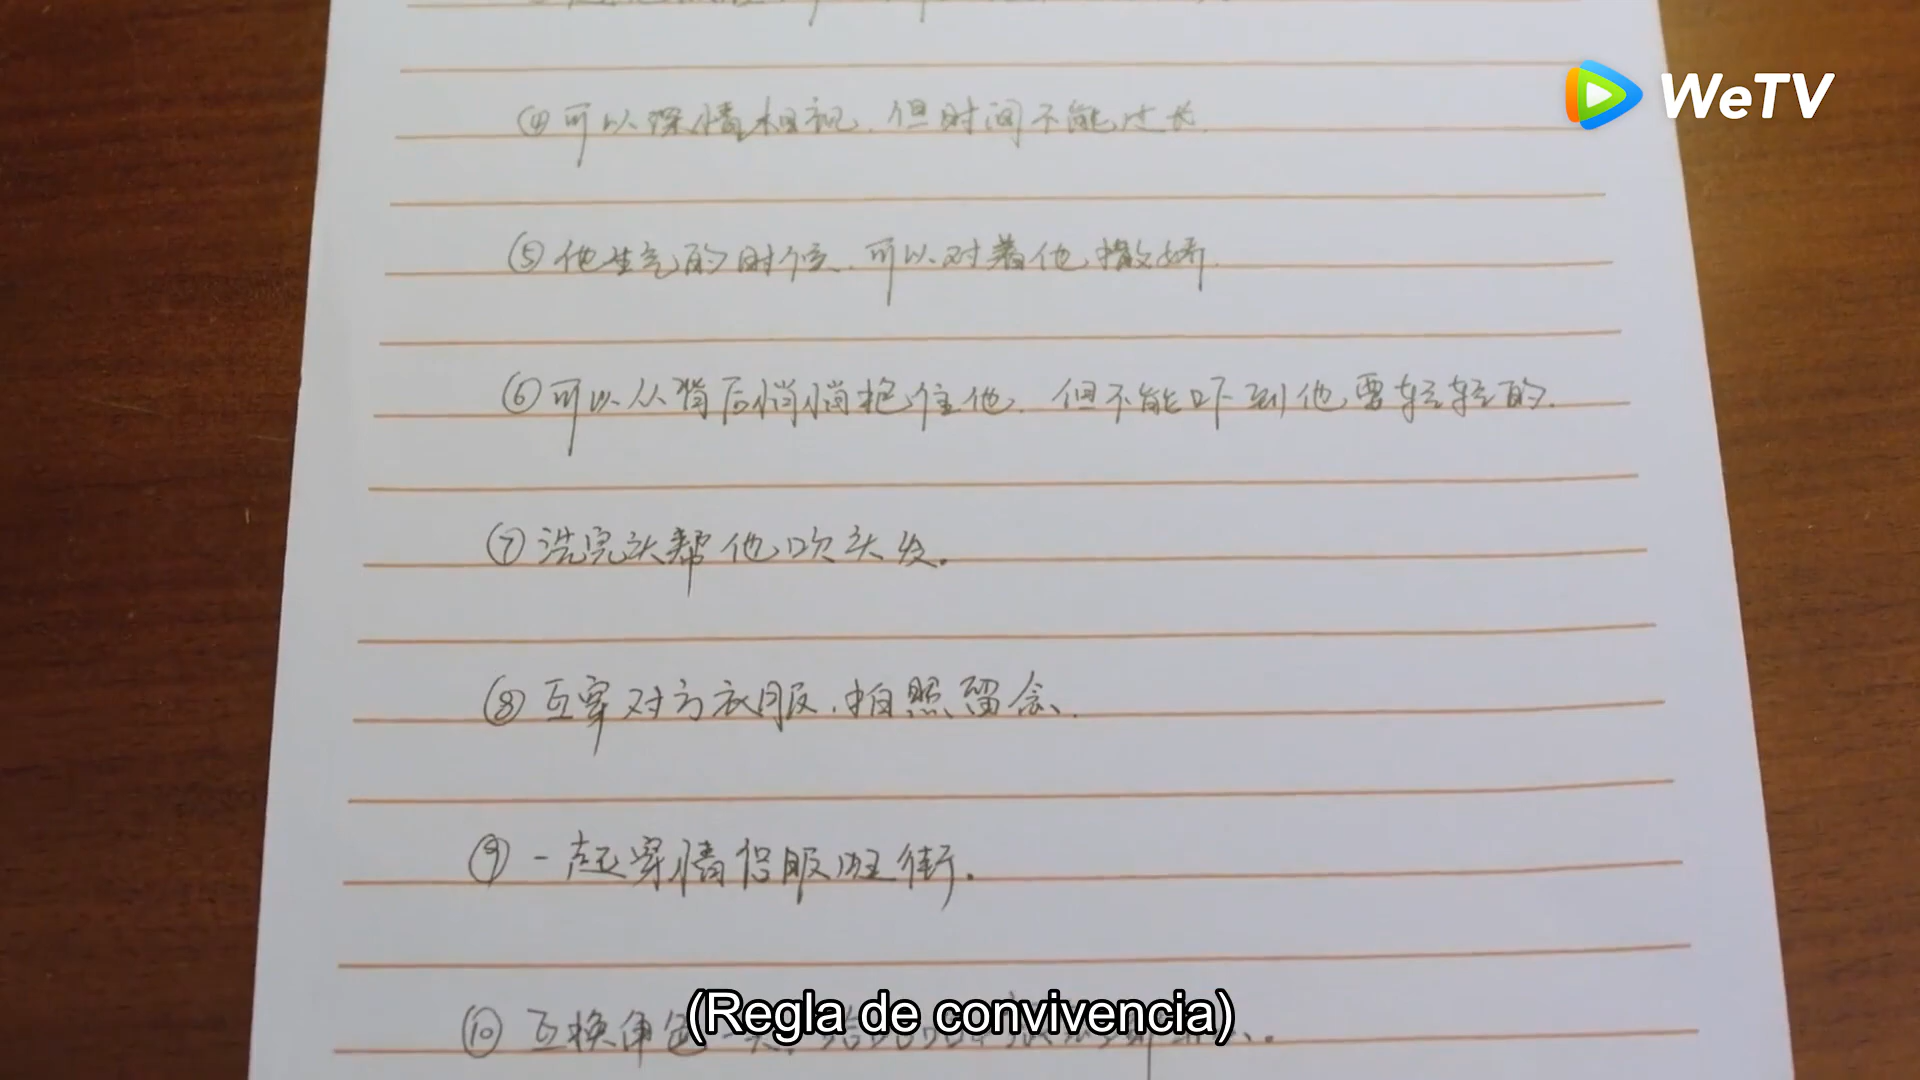 WeTV
④可以深情相视,但时间不能过长.
⑤他生气的时候,可以对着他撒娇.
⑥可以从背后悄悄抱住他.但不能吓到他要轻轻的.
⑦洗完头帮他吹头发.
⑧互穿对方衣服,拍照留念.
⑨一起穿情侣服逛街.
⑩互换角色一天,
(Regla de convivencia)